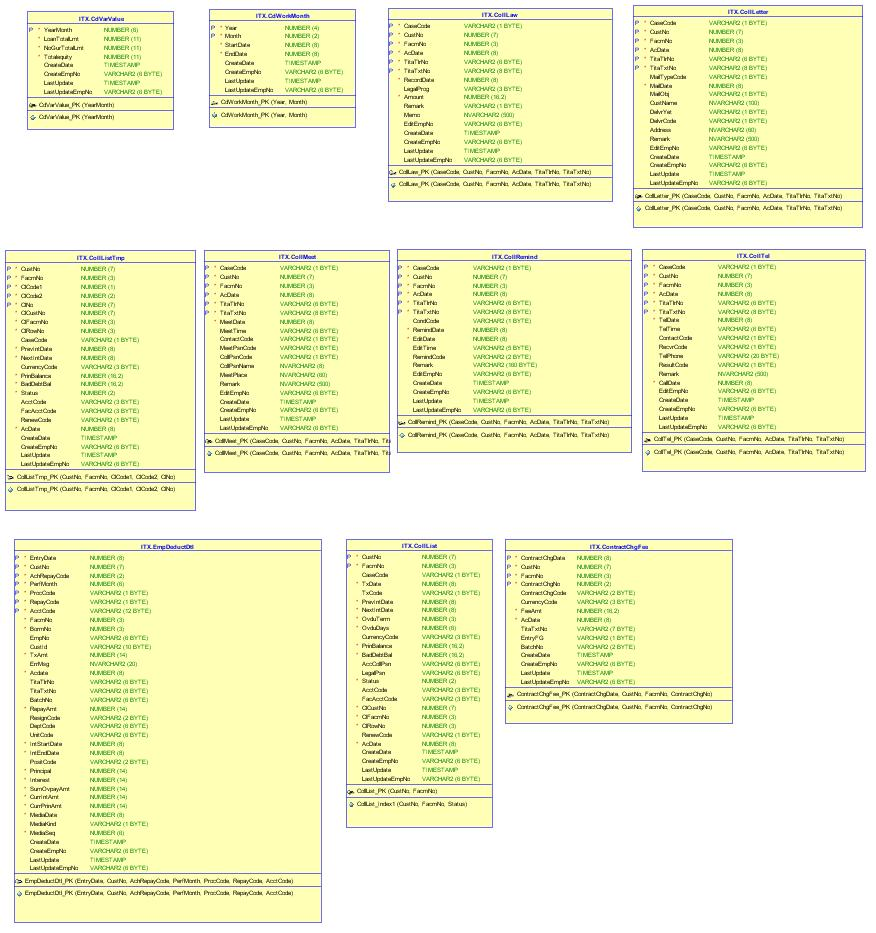 ITX.CdVarValue
P * YearMonth NUMBER (6)
* LoanTotalLmt NUMBER (11)
* NoGurTotLmt NUMBER (11)
* Totalequity NUMBER (11)
CreateDate TIMESTAMP
CreateEmpNo VARCHAR2 (6 BYTE)
LastUpdate TIMESTAMP
LastUpdateEmpNo VARCHAR2 (6 BYTE)
CdVarValue_PK (YearMonth)
CdVarValue_PK (YearMonth)
ITX.CdWorkMonth
P * Year NUMBER (4)
P * Month NUMBER (2)
* StartDate NUMBER (8)
* EndDate NUMBER (8)
CreateDate TIMESTAMP
CreateEmpNo VARCHAR2 (6 BYTE)
LastUpdate TIMESTAMP
LastUpdateEmpNo VARCHAR2 (6 BYTE)
CdWorkMonth_PK (Year, Month)
CdWorkMonth_PK (Year, Month)
ITX.CollLaw
P * CaseCode VARCHAR2 (1 BYTE)
P * CustNo NUMBER (7)
P * FacmNo NUMBER (3)
P * AcDate NUMBER (8)
P * TitaTlrNo VARCHAR2 (6 BYTE)
P * TitaTxtNo VARCHAR2 (8 BYTE)
* RecordDate NUMBER (8)
LegalProg VARCHAR2 (3 BYTE)
* Amount NUMBER (16,2)
Remark VARCHAR2 (1 BYTE)
Memo NVARCHAR2 (500)
EditEmpNo VARCHAR2 (6 BYTE)
CreateDate TIMESTAMP
CreateEmpNo VARCHAR2 (6 BYTE)
LastUpdate TIMESTAMP
LastUpdateEmpNo VARCHAR2 (6 BYTE)
CollLaw_PK (CaseCode, CustNo, FacmNo, AcDate, TitaTlrNo, TitaTxtNo)
CollLaw_PK (CaseCode, CustNo, FacmNo, AcDate, TitaTlrNo, TitaTxtNo)
ITX.CollLetter
P * CaseCode VARCHAR2 (1 BYTE)
P * CustNo NUMBER (7)
P * FacmNo NUMBER (3)
P * AcDate NUMBER (8)
P * TitaTlrNo VARCHAR2 (6 BYTE)
P * TitaTxtNo VARCHAR2 (8 BYTE)
MailTypeCode VARCHAR2 (1 BYTE)
* MailDate NUMBER (8)
MailObj VARCHAR2 (1 BYTE)
CustName NVARCHAR2 (100)
DelvrYet VARCHAR2 (1 BYTE)
DelvrCode VARCHAR2 (1 BYTE)
Address NVARCHAR2 (60)
Remark NVARCHAR2 (500)
EditEmpNo VARCHAR2 (6 BYTE)
CreateDate TIMESTAMP
CreateEmpNo VARCHAR2 (6 BYTE)
LastUpdate TIMESTAMP
LastUpdateEmpNo VARCHAR2 (6 BYTE)
CollLetter_PK (CaseCode, CustNo, FacmNo, AcDate, TitaTlrNo, TitaTxtNo)
CollLetter_PK (CaseCode, CustNo, FacmNo, AcDate, TitaTlrNo, TitaTxtNo)
ITX.CollListTmp
P * CustNo NUMBER (7)
P * FacmNo NUMBER (3)
P * ClCode1 NUMBER (1)
P * ClCode2 NUMBER (2)
P * ClNo NUMBER (7)
* ClCustNo NUMBER (7)
* ClFacmNo NUMBER (3)
* ClRowNo NUMBER (3)
CaseCode VARCHAR2 (1 BYTE)
* PrevIntDate NUMBER (8)
* NextIntDate NUMBER (8)
CurrencyCode VARCHAR2 (3 BYTE)
* PrinBalance NUMBER (16,2)
* BadDebtBal NUMBER (16,2)
* Status NUMBER (2)
AcctCode VARCHAR2 (3 BYTE)
FacAcctCode VARCHAR2 (3 BYTE)
RenewCode VARCHAR2 (1 BYTE)
* AcDate NUMBER (8)
CreateDate TIMESTAMP
CreateEmpNo VARCHAR2 (6 BYTE)
LastUpdate TIMESTAMP
LastUpdateEmpNo VARCHAR2 (6 BYTE)
CollListTmp_PK (CustNo, FacmNo, ClCode1, ClCode2, ClNo)
CollListTmp_PK (CustNo, FacmNo, ClCode1, ClCode2, ClNo)
ITX.CollMeet
P * CaseCode VARCHAR2 (1 BYTE)
P * CustNo NUMBER (7)
P * FacmNo NUMBER (3)
P * AcDate NUMBER (8)
P * TitaTlrNo VARCHAR2 (6 BYTE)
P * TitaTxtNo VARCHAR2 (8 BYTE)
* MeetDate NUMBER (8)
MeetTime VARCHAR2 (6 BYTE)
ContactCode VARCHAR2 (1 BYTE)
MeetPsnCode VARCHAR2 (1 BYTE)
CollPsnCode VARCHAR2 (1 BYTE)
CollPsnName NVARCHAR2 (8)
MeetPlace NVARCHAR2 (60)
Remark NVARCHAR2 (500)
EditEmpNo VARCHAR2 (6 BYTE)
CreateDate TIMESTAMP
CreateEmpNo VARCHAR2 (6 BYTE)
LastUpdate TIMESTAMP
LastUpdateEmpNo VARCHAR2 (6 BYTE)
CollMeet_PK (CaseCode, CustNo, FacmNo, AcDate, TitaTlrNo, Tit
CollMeet_PK (CaseCode, CustNo, FacmNo, AcDate, TitaTlrNo, Tit
ITX.CollRemind
P * CaseCode VARCHAR2 (1 BYTE)
P * CustNo NUMBER (7)
P * FacmNo NUMBER (3)
P * AcDate NUMBER (8)
P * TitaTlrNo VARCHAR2 (6 BYTE)
P * TitaTxtNo VARCHAR2 (8 BYTE)
CondCode VARCHAR2 (1 BYTE)
* RemindDate NUMBER (8)
* EditDate NUMBER (8)
EditTime VARCHAR2 (5 BYTE)
RemindCode VARCHAR2 (2 BYTE)
Remark VARCHAR2 (160 BYTE)
EditEmpNo VARCHAR2 (6 BYTE)
CreateDate TIMESTAMP
CreateEmpNo VARCHAR2 (6 BYTE)
LastUpdate TIMESTAMP
LastUpdateEmpNo VARCHAR2 (6 BYTE)
CollRemind_PK (CaseCode, CustNo, FacmNo, AcDate, TitaTlrNo, TitaTxtNo)
CollRemind_PK (CaseCode, CustNo, FacmNo, AcDate, TitaTlrNo, TitaTxtNo)
ITX.CollTel
P * CaseCode VARCHAR2 (1 BYTE)
P * CustNo NUMBER (7)
P * FacmNo NUMBER (3)
P * AcDate NUMBER (8)
P * TitaTlrNo VARCHAR2 (6 BYTE)
P * TitaTxtNo VARCHAR2 (8 BYTE)
* TelDate NUMBER (8)
TelTime VARCHAR2 (6 BYTE)
ContactCode VARCHAR2 (1 BYTE)
RecvrCode VARCHAR2 (1 BYTE)
TelPhone VARCHAR2 (20 BYTE)
ResultCode VARCHAR2 (1 BYTE)
Remark NVARCHAR2 (500)
* CallDate NUMBER (8)
EditEmpNo VARCHAR2 (6 BYTE)
CreateDate TIMESTAMP
CreateEmpNo VARCHAR2 (6 BYTE)
LastUpdate TIMESTAMP
LastUpdateEmpNo VARCHAR2 (6 BYTE)
CollTel_PK (CaseCode, CustNo, FacmNo, AcDate, TitaTlrNo, TitaTxtNo)
CollTel_PK (CaseCode, CustNo, FacmNo, AcDate, TitaTlrNo, TitaTxtNo)
ITX.EmpDeductDtl
P * EntryDate NUMBER (8)
P * CustNo NUMBER (7)
P * AchRepayCode NUMBER (2)
P * PerfMonth NUMBER (6)
P * ProcCode VARCHAR2 (1 BYTE)
P * RepayCode VARCHAR2 (1 BYTE)
P * AcctCode VARCHAR2 (12 BYTE)
* FacmNo NUMBER (3)
* BormNo NUMBER (3)
EmpNo VARCHAR2 (6 BYTE)
CustId VARCHAR2 (10 BYTE)
* TxAmt NUMBER (14)
ErrMsg NVARCHAR2 (20)
* Acdate NUMBER (8)
TitaTlrNo VARCHAR2 (6 BYTE)
TitaTxtNo VARCHAR2 (8 BYTE)
BatchNo VARCHAR2 (6 BYTE)
* RepayAmt NUMBER (14)
ResignCode VARCHAR2 (2 BYTE)
DeptCode VARCHAR2 (6 BYTE)
UnitCode VARCHAR2 (6 BYTE)
* IntStartDate NUMBER (8)
* IntEndDate NUMBER (8)
PositCode VARCHAR2 (2 BYTE)
* Principal NUMBER (14)
* Interest NUMBER (14)
* SumOvpayAmt NUMBER (14)
* CurrIntAmt NUMBER (14)
* CurrPrinAmt NUMBER (14)
* MediaDate NUMBER (8)
MediaKind VARCHAR2 (1 BYTE)
* MediaSeq NUMBER (6)
CreateDate TIMESTAMP
CreateEmpNo VARCHAR2 (6 BYTE)
LastUpdate TIMESTAMP
LastUpdateEmpNo VARCHAR2 (6 BYTE)
EmpDeductDtl_PK (EntryDate, CustNo, AchRepayCode, PerfMonth, ProcCode, RepayCode, AcctCode)
EmpDeductDtl_PK (EntryDate, CustNo, AchRepayCode, PerfMonth, ProcCode, RepayCode, AcctCode)
ITX.CollList
P * CustNo NUMBER (7)
P * FacmNo NUMBER (3)
CaseCode VARCHAR2 (1 BYTE)
* TxDate NUMBER (8)
TxCode VARCHAR2 (1 BYTE)
* PrevIntDate NUMBER (8)
* NextIntDate NUMBER (8)
* OvduTerm NUMBER (3)
* OvduDays NUMBER (6)
CurrencyCode VARCHAR2 (3 BYTE)
* PrinBalance NUMBER (16,2)
* BadDebtBal NUMBER (16,2)
AccCollPsn VARCHAR2 (6 BYTE)
LegalPsn VARCHAR2 (6 BYTE)
* Status NUMBER (2)
AcctCode VARCHAR2 (3 BYTE)
FacAcctCode VARCHAR2 (3 BYTE)
* ClCustNo NUMBER (7)
* ClFacmNo NUMBER (3)
* ClRowNo NUMBER (3)
RenewCode VARCHAR2 (1 BYTE)
* AcDate NUMBER (8)
CreateDate TIMESTAMP
CreateEmpNo VARCHAR2 (6 BYTE)
LastUpdate TIMESTAMP
LastUpdateEmpNo VARCHAR2 (6 BYTE)
CollList_PK (CustNo, FacmNo)
CollList_Index1 (CustNo, FacmNo, Status)
ITX.ContractChgFee
P * ContractChgDate NUMBER (8)
P * CustNo NUMBER (7)
P * FacmNo NUMBER (3)
P * ContractChgNo NUMBER (2)
ContractChgCode VARCHAR2 (2 BYTE)
CurrencyCode VARCHAR2 (3 BYTE)
* FeeAmt NUMBER (16,2)
* AcDate NUMBER (8)
TitaTxtNo VARCHAR2 (7 BYTE)
EntryFG VARCHAR2 (1 BYTE)
BatchNo VARCHAR2 (2 BYTE)
CreateDate TIMESTAMP
CreateEmpNo VARCHAR2 (6 BYTE)
LastUpdate TIMESTAMP
LastUpdateEmpNo VARCHAR2 (6 BYTE)
ContractChgFee_PK (ContractChgDate, CustNo, FacmNo, ContractChgNo)
ContractChgFee_PK (ContractChgDate, CustNo, FacmNo, ContractChgNo)